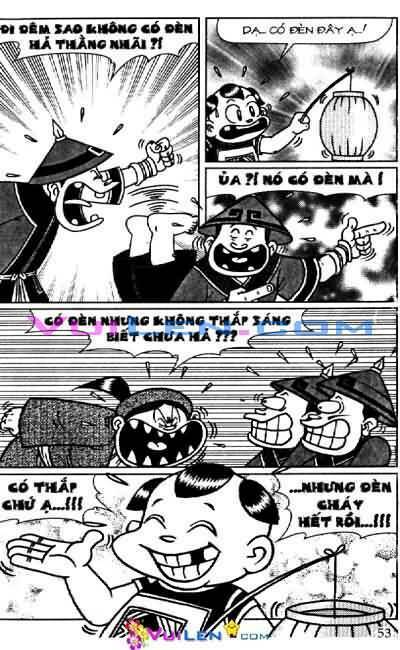 ĐI ĐÊM SAO KHÔNG CÓ ĐÈN
HẢ THẰNG NHÃI ?!
DẠ... CÓ ĐÈN ĐÂY Ạ..!
ỦA ?! NÓ CÓ ĐÈN MÀ !
CÓ ĐÈN NHƯNG KHÔNG THẮP SÁNG
BIẾT CHƯA HẢ ???
VUILEN.COM
CÓ THẮP
CHỨ Ạ...!!!
...NHƯNG ĐÈN
CHÁY
HẾT RỒI...!!!
53
VUILEN.COM